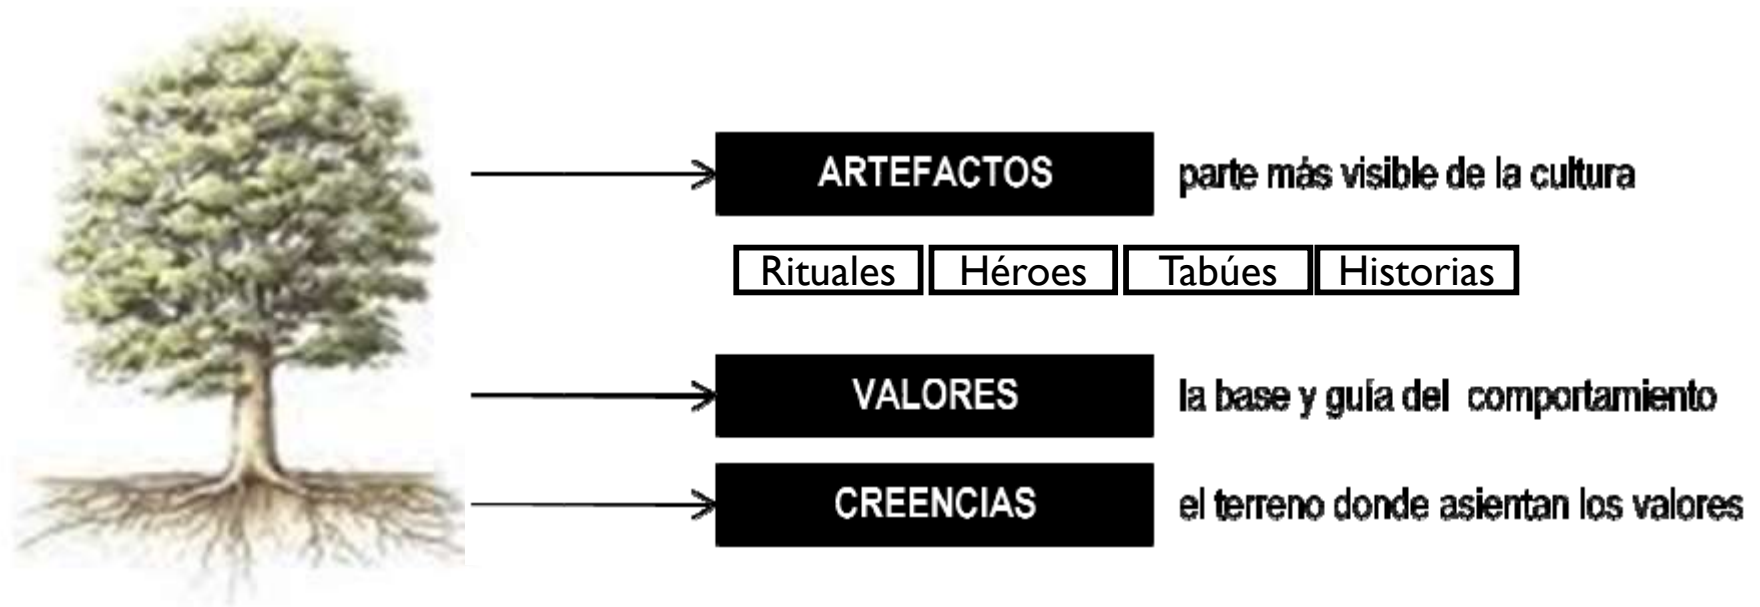 ARTEFACTOS parte más visible de la cultura
Rituales Héroes Tabúes Historias
VALORES la base y guía del comportamiento
CREENCIAS el terreno donde asientan los valores